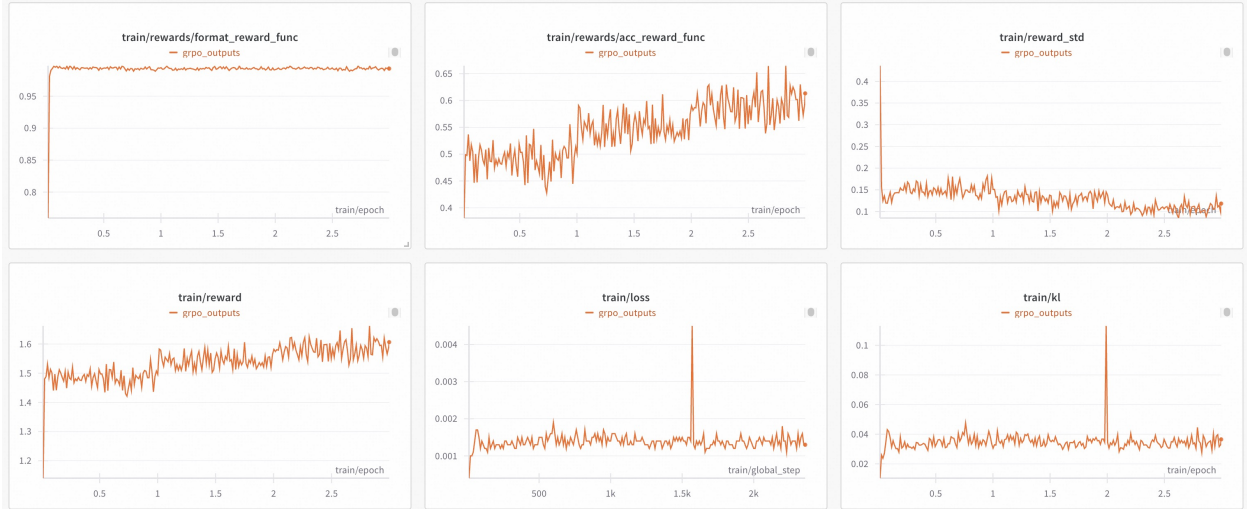 train/rewards/format_reward_func
grpo_outputs
0.95
0.9
0.85
0.8
train/epoch
0.5 1 1.5 2 2.5
train/rewards/acc_reward_func
grpo_outputs
0.65
0.6
0.55
0.5
0.45
0.4
train/epoch
0.5 1 1.5 2 2.5
train/reward_std
grpo_outputs
0.4
0.35
0.3
0.25
0.2
0.15
0.1
train/epoch
0.5 1 1.5 2 2.5
train/reward
grpo_outputs
1.6
1.5
1.4
1.3
1.2
train/epoch
0.5 1 1.5 2 2.5
train/loss
grpo_outputs
0.004
0.003
0.002
0.001
train/global_step
500 1k 1.5k 2k
train/kl
grpo_outputs
0.1
0.08
0.06
0.04
0.02
train/epoch
0.5 1 1.5 2 2.5